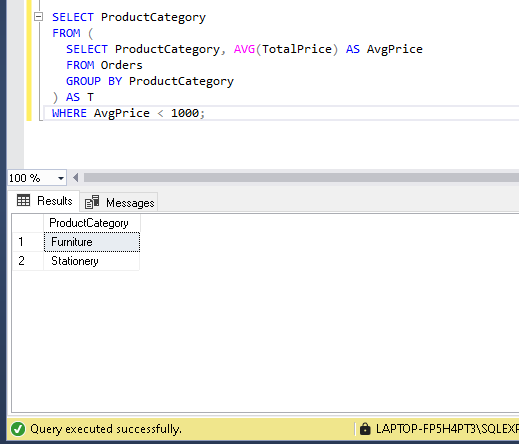 SELECT ProductCategory
FROM (
SELECT ProductCategory, AVG(TotalPrice) AS AvgPrice
FROM Orders
GROUP BY ProductCategory
) AS T
WHERE AvgPrice < 1000;
100 %
Results Messages
ProductCategory
1 Furniture
2 Stationery
Query executed successfully. LAPTOP-FP5H4PT3\SQLEXP